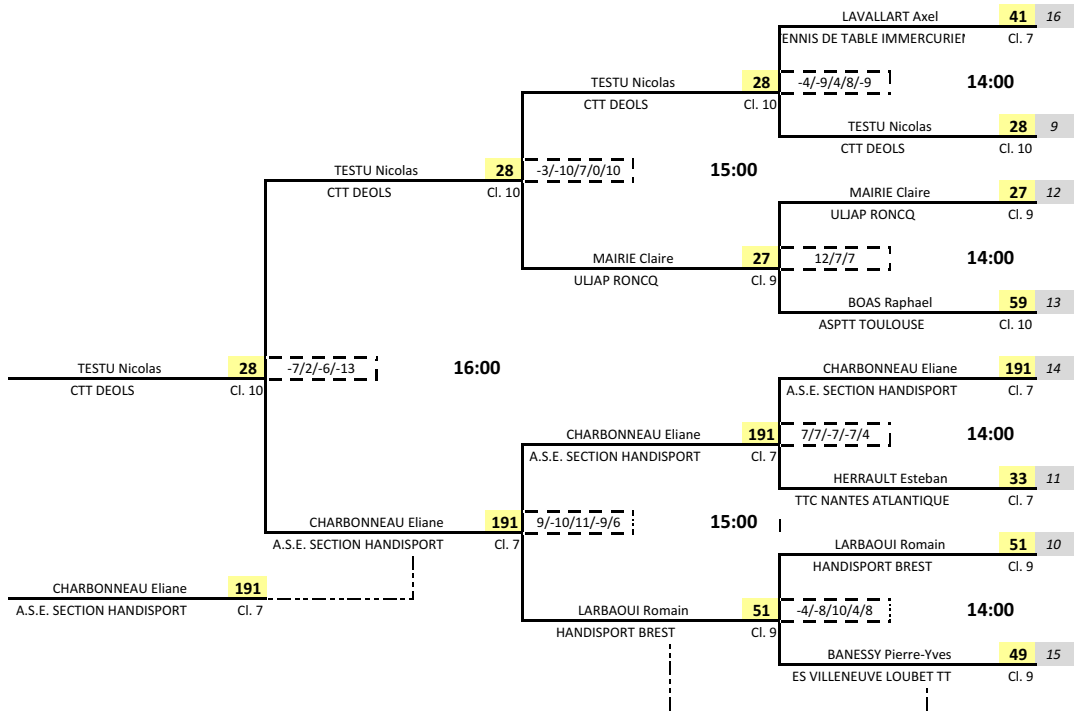 LAVALLART Axel 41 16
ENNIS DE TABLE IMMERCURIEN Cl. 7
TESTU Nicolas 28 -4/-9/4/8/-9 14:00
CTT DEOLS Cl. 10
TESTU Nicolas 28 9
CTT DEOLS Cl. 10
TESTU Nicolas 28 -3/-10/7/0/10 15:00
CTT DEOLS Cl. 10
MAIRIE Claire 27 12
ULJAP RONCQ Cl. 9
MAIRIE Claire 27 12/7/7 14:00
ULJAP RONCQ Cl. 9
BOAS Raphael 59 13
ASPTT TOULOUSE Cl. 10
TESTU Nicolas 28 -7/2/-6/-13 16:00
CTT DEOLS Cl. 10
CHARBONNEAU Eliane 191 14
A.S.E. SECTION HANDISPORT Cl. 7
CHARBONNEAU Eliane 191 7/7/-7/-7/4 14:00
A.S.E. SECTION HANDISPORT Cl. 7
HERRAULT Esteban 33 11
TTC NANTES ATLANTIQUE Cl. 7
CHARBONNEAU Eliane 191 9/-10/11/-9/6 15:00
A.S.E. SECTION HANDISPORT Cl. 7
LARBAOUI Romain 51 10
HANDISPORT BREST Cl. 9
CHARBONNEAU Eliane 191
A.S.E. SECTION HANDISPORT Cl. 7
LARBAOUI Romain 51 -4/-8/10/4/8 14:00
HANDISPORT BREST Cl. 9
BANESSY Pierre-Yves 49 15
ES VILLENEUVE LOUBET TT Cl. 9